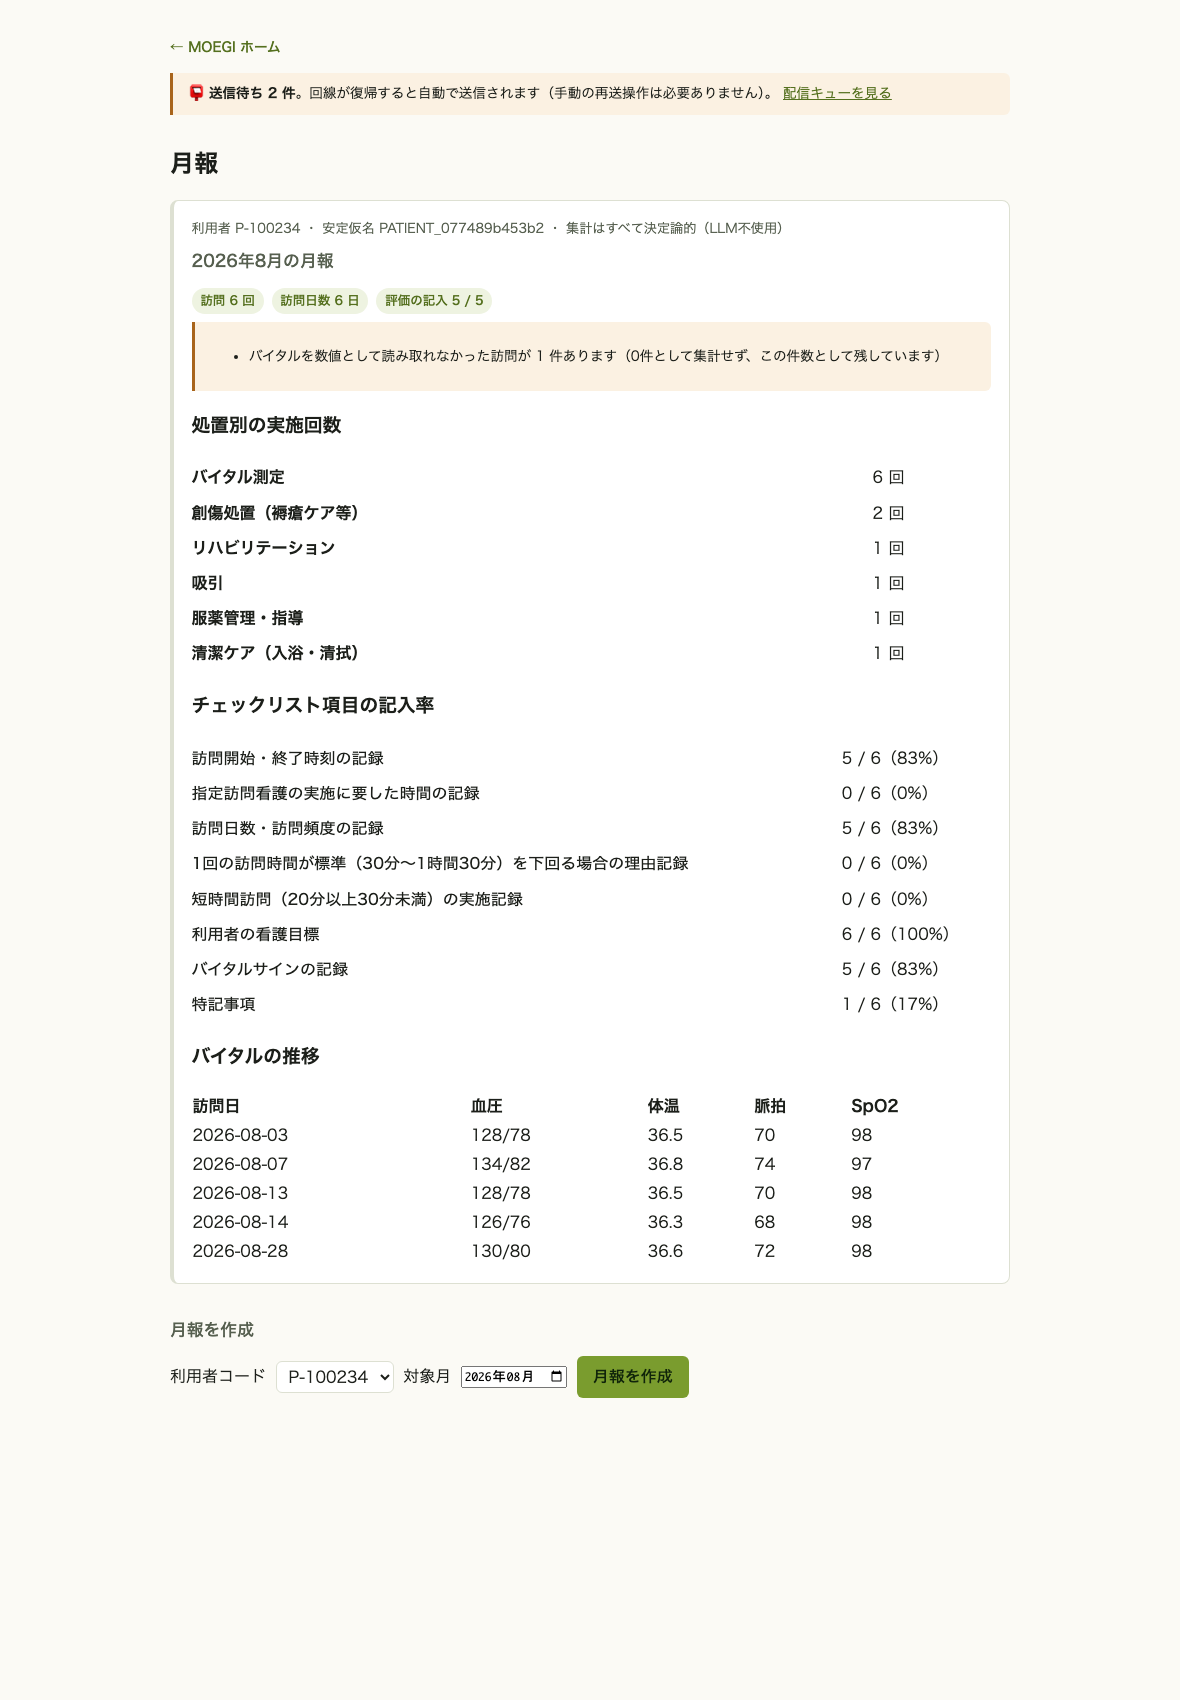 ← MOEGI ホーム
送信待ち 2 件。回線が復帰すると自動で送信されます（手動の再送操作は必要ありません）。 配信キューを見る
月報
利用者 P-100234 ・ 安定仮名 PATIENT_077489b453b2 ・ 集計はすべて決定論的（LLM不使用）
2026年8月の月報
訪問 6 回 訪問日数 6 日 評価の記入 5 / 5
• バイタルを数値として読み取れなかった訪問が 1 件あります（0件として集計せず、この件数として残しています）
処置別の実施回数
バイタル測定 6 回
創傷処置（褥瘡ケア等） 2 回
リハビリテーション 1 回
吸引 1 回
服薬管理・指導 1 回
清潔ケア（入浴・清拭） 1 回
チェックリスト項目の記入率
訪問開始・終了時刻の記録 5 / 6（83%）
指定訪問看護の実施に要した時間の記録 0 / 6（0%）
訪問日数・訪問頻度の記録 5 / 6（83%）
1回の訪問時間が標準（30分〜1時間30分）を下回る場合の理由記録 0 / 6（0%）
短時間訪問（20分以上30分未満）の実施記録 0 / 6（0%）
利用者の看護目標 6 / 6（100%）
バイタルサインの記録 5 / 6（83%）
特記事項 1 / 6（17%）
バイタルの推移
訪問日 血圧 体温 脈拍 SpO2
2026-08-03 128/78 36.5 70 98
2026-08-07 134/82 36.8 74 97
2026-08-13 128/78 36.5 70 98
2026-08-14 126/76 36.3 68 98
2026-08-28 130/80 36.6 72 98
月報を作成
利用者コード P-100234 対象月 2026年08月 月報を作成